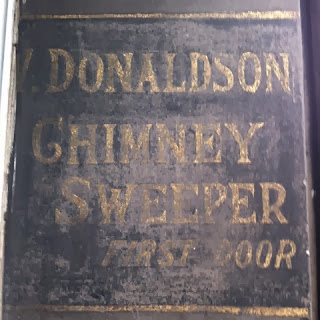 . DONALDSON
CHIMNEY
SWEEPER
FIRST DOOR